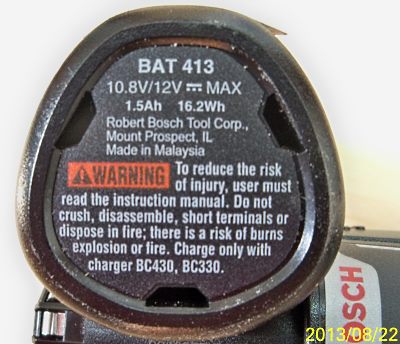 BAT 413
10.8V/12V ⎓ MAX
1.5Ah 16.2Wh
Robert Bosch Tool Corp.,
Mount Prospect, IL
Made in Malaysia
WARNING To reduce the risk
of injury, user must
read the instruction manual. Do not
crush, disassemble, short terminals or
dispose in fire; there is a risk of burns
explosion or fire. Charge only with
charger BC430, BC330.
BOSCH
2013/08/22